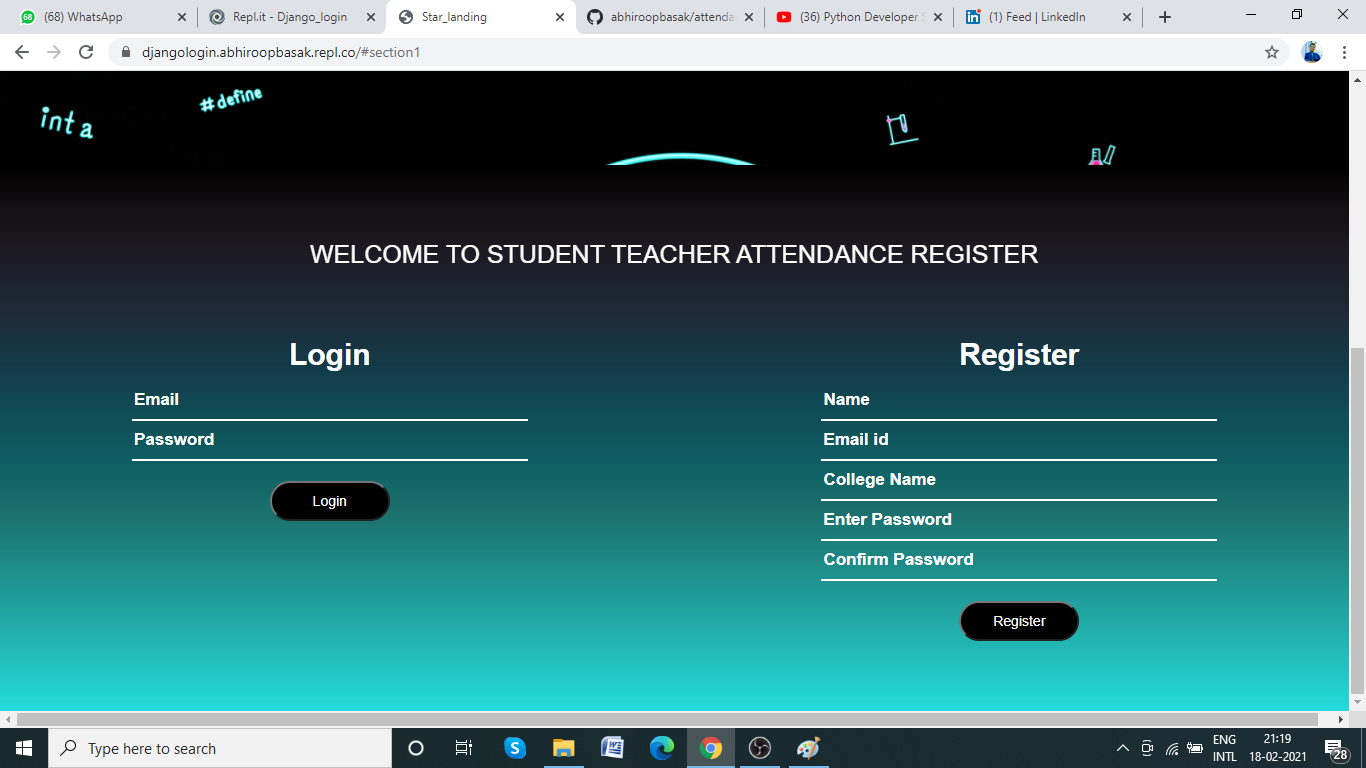 68 (68) WhatsApp
Repl.it - Django_login
Star_landing
abhiroopbasak/attenda
(36) Python Developer
in (1) Feed | LinkedIn
djangologin.abhiroopbasak.repl.co/#section1
int a
#define
WELCOME TO STUDENT TEACHER ATTENDANCE REGISTER
Login
Email
Password
Login
Register
Name
Email id
College Name
Enter Password
Confirm Password
Register
Type here to search
S
W
ENG
INTL
21:19
18-02-2021
28